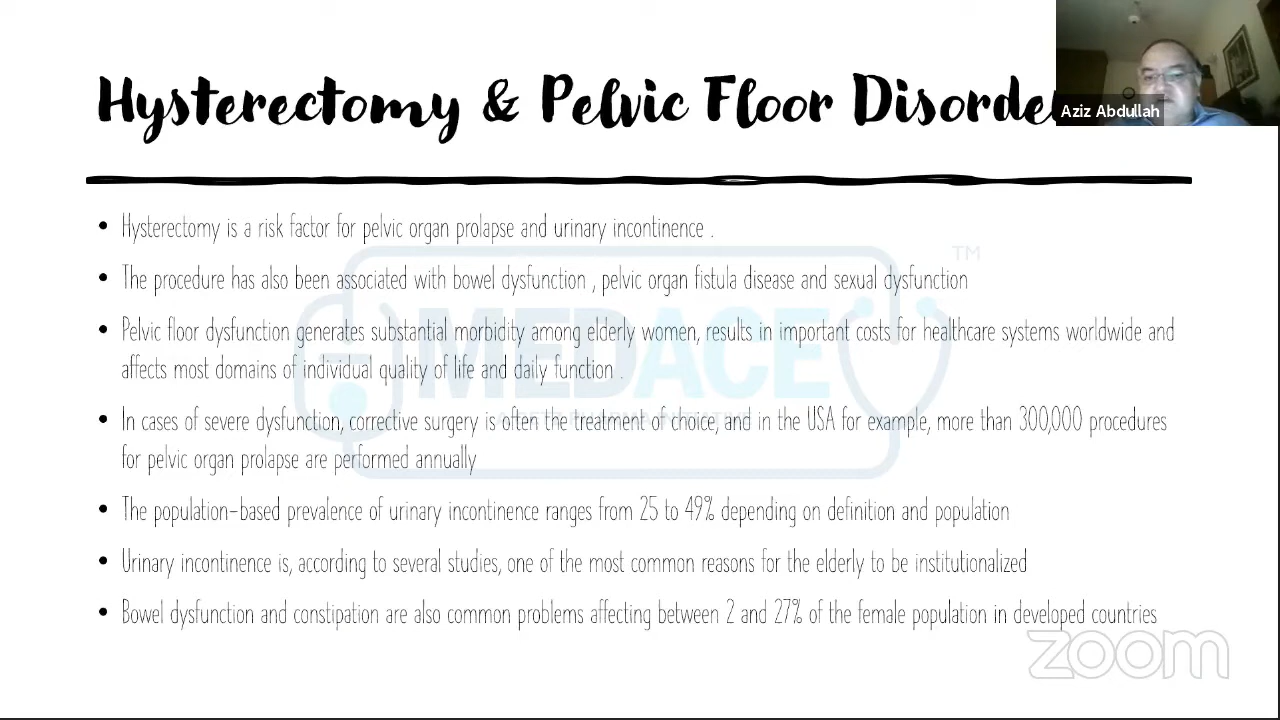 Hysterectomy & Pelvic Floor Disorde
Aziz Abdullah
• Hysterectomy is a risk factor for pelvic organ prolapse and urinary incontinence .
TM
• The procedure has also been associated with bowel dysfunction , pelvic organ fistula disease and sexual dysfunction
• Pelvic floor dysfunction generates substantial morbidity among elderly women, results in important costs for healthcare systems worldwide and
affects most domains of individual quality of life and daily function .
MEDACE
• In cases of severe dysfunction, corrective surgery is often the treatment of choice, and in the USA for example, more than 300,000 procedures
for pelvic organ prolapse are performed annually
• The population-based prevalence of urinary incontinence ranges from 25 to 49% depending on definition and population
• Urinary incontinence is, according to several studies, one of the most common reasons for the elderly to be institutionalized
• Bowel dysfunction and constipation are also common problems affecting between 2 and 27% of the female population in developed countries
zoom